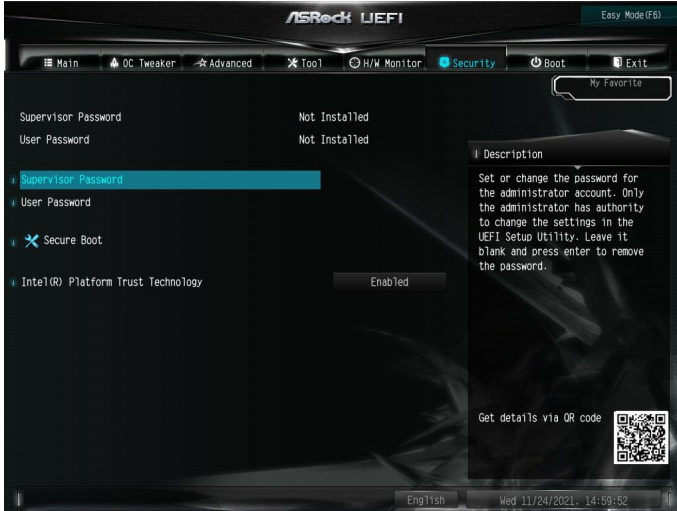 ASRock UEFI
Easy Mode(F6)
Main OC Tweaker Advanced Tool H/W Monitor Security Boot Exit
My Favorite
Supervisor Password Not Installed
User Password Not Installed
Description
Supervisor Password
User Password
Secure Boot
Intel(R) Platform Trust Technology Enabled
Set or change the password for
the administrator account. Only
the administrator has authority
to change the settings in the
UEFI Setup Utility. Leave it
blank and press enter to remove
the password.
Get details via QR code
English
Wed 11/24/2021. 14:59:52